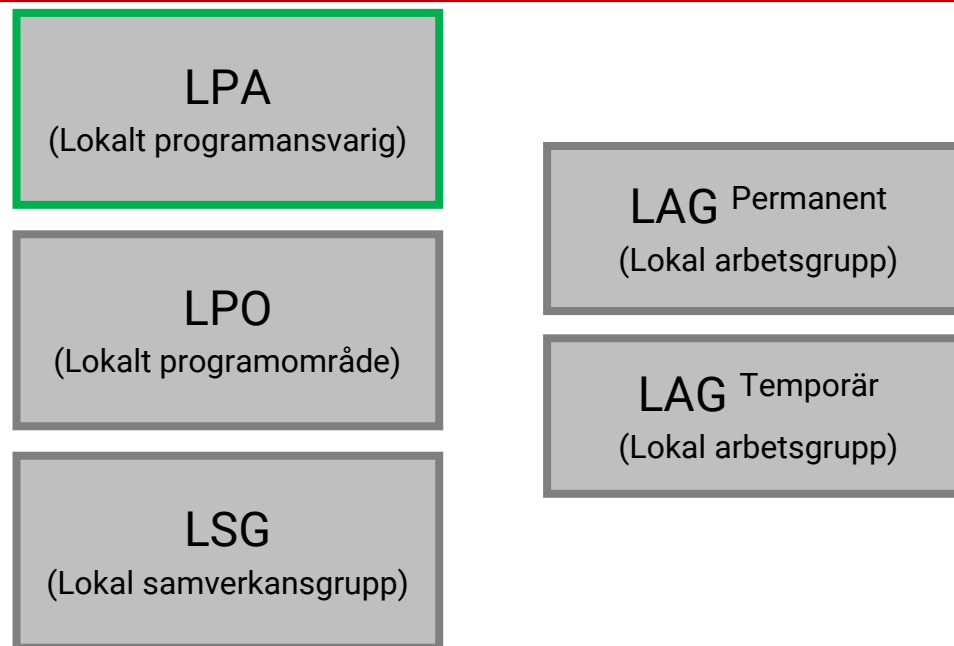 LPA
(Lokalt programansvarig)
LPO
(Lokalt programområde)
LSG
(Lokal samverkansgrupp)
LAG Permanent
(Lokal arbetsgrupp)
LAG Temporär
(Lokal arbetsgrupp)